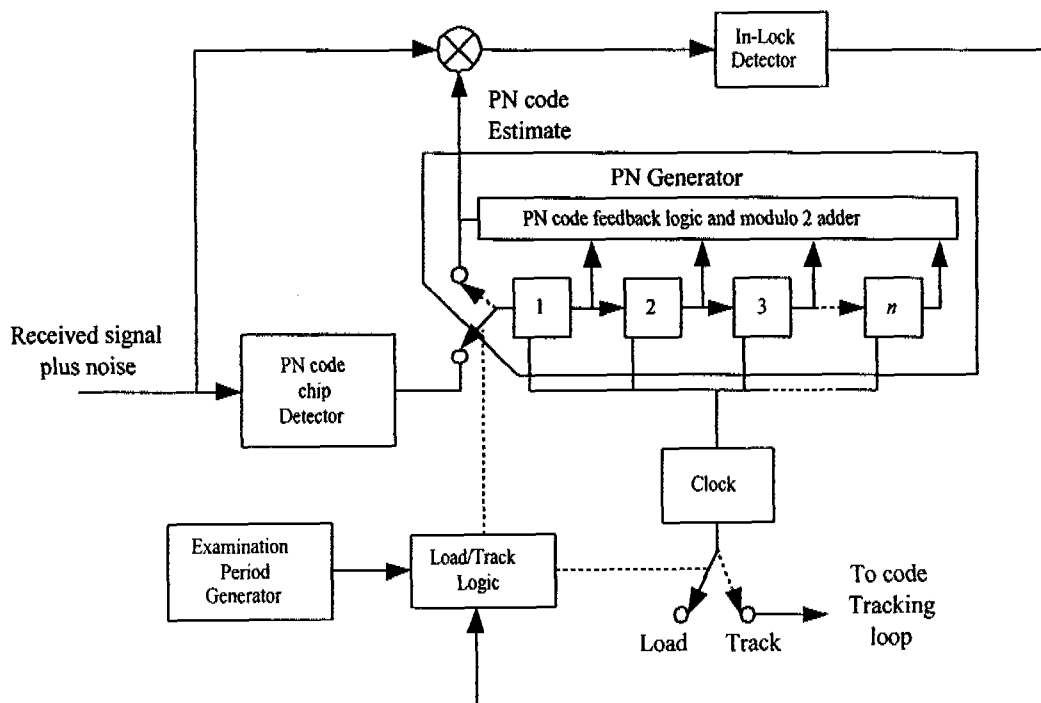 In-Lock
Detector
PN code
Estimate
PN Generator
PN code feedback logic and modulo 2 adder
1
2
3
n
Received signal
plus noise
PN code
chip
Detector
Clock
Examination
Period
Generator
Load/Track
Logic
To code
Tracking
loop
Load
Track